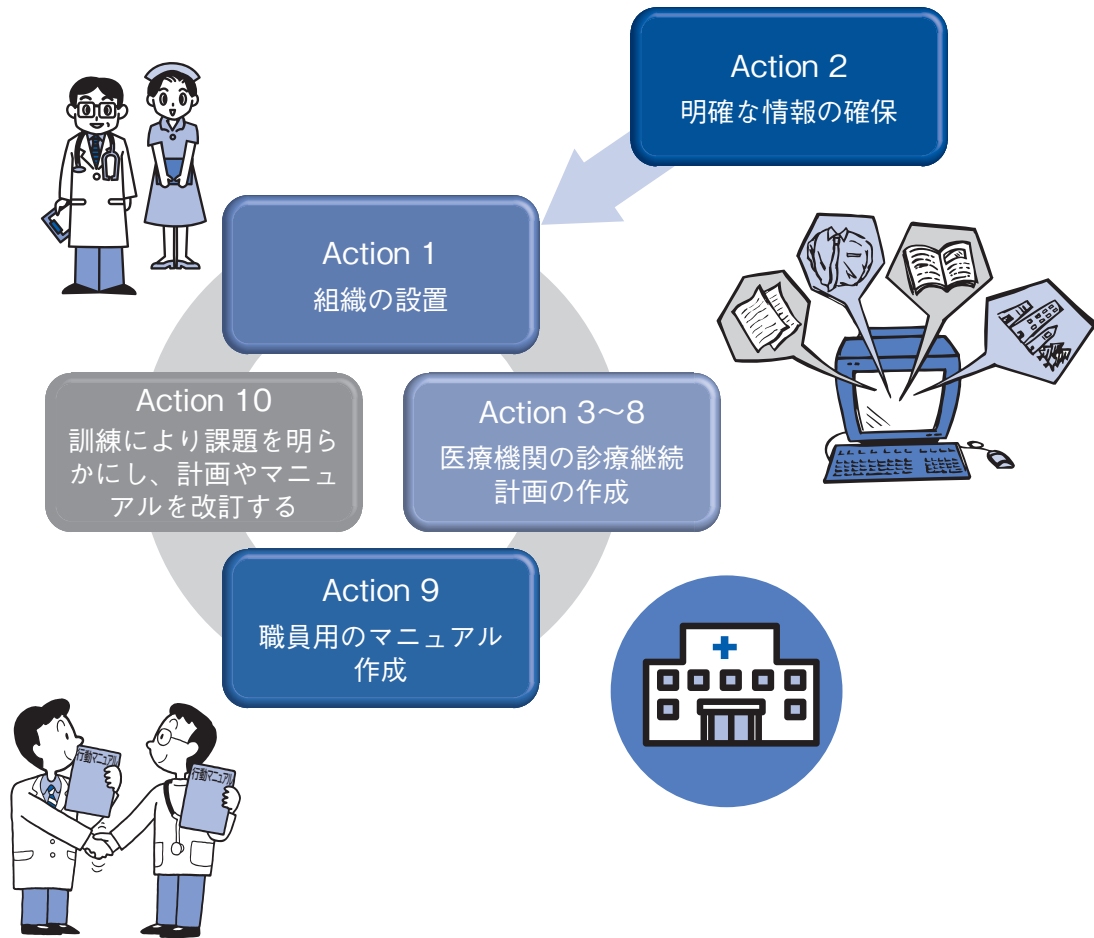 Action 2
明確な情報の確保
Action 1
組織の設置
Action 10
訓練により課題を明ら
かにし、計画やマニュ
アルを改訂する
Action 3〜8
医療機関の診療継続
計画の作成
Action 9
職員用のマニュアル
作成
行動マニュアル
行動マニュアル